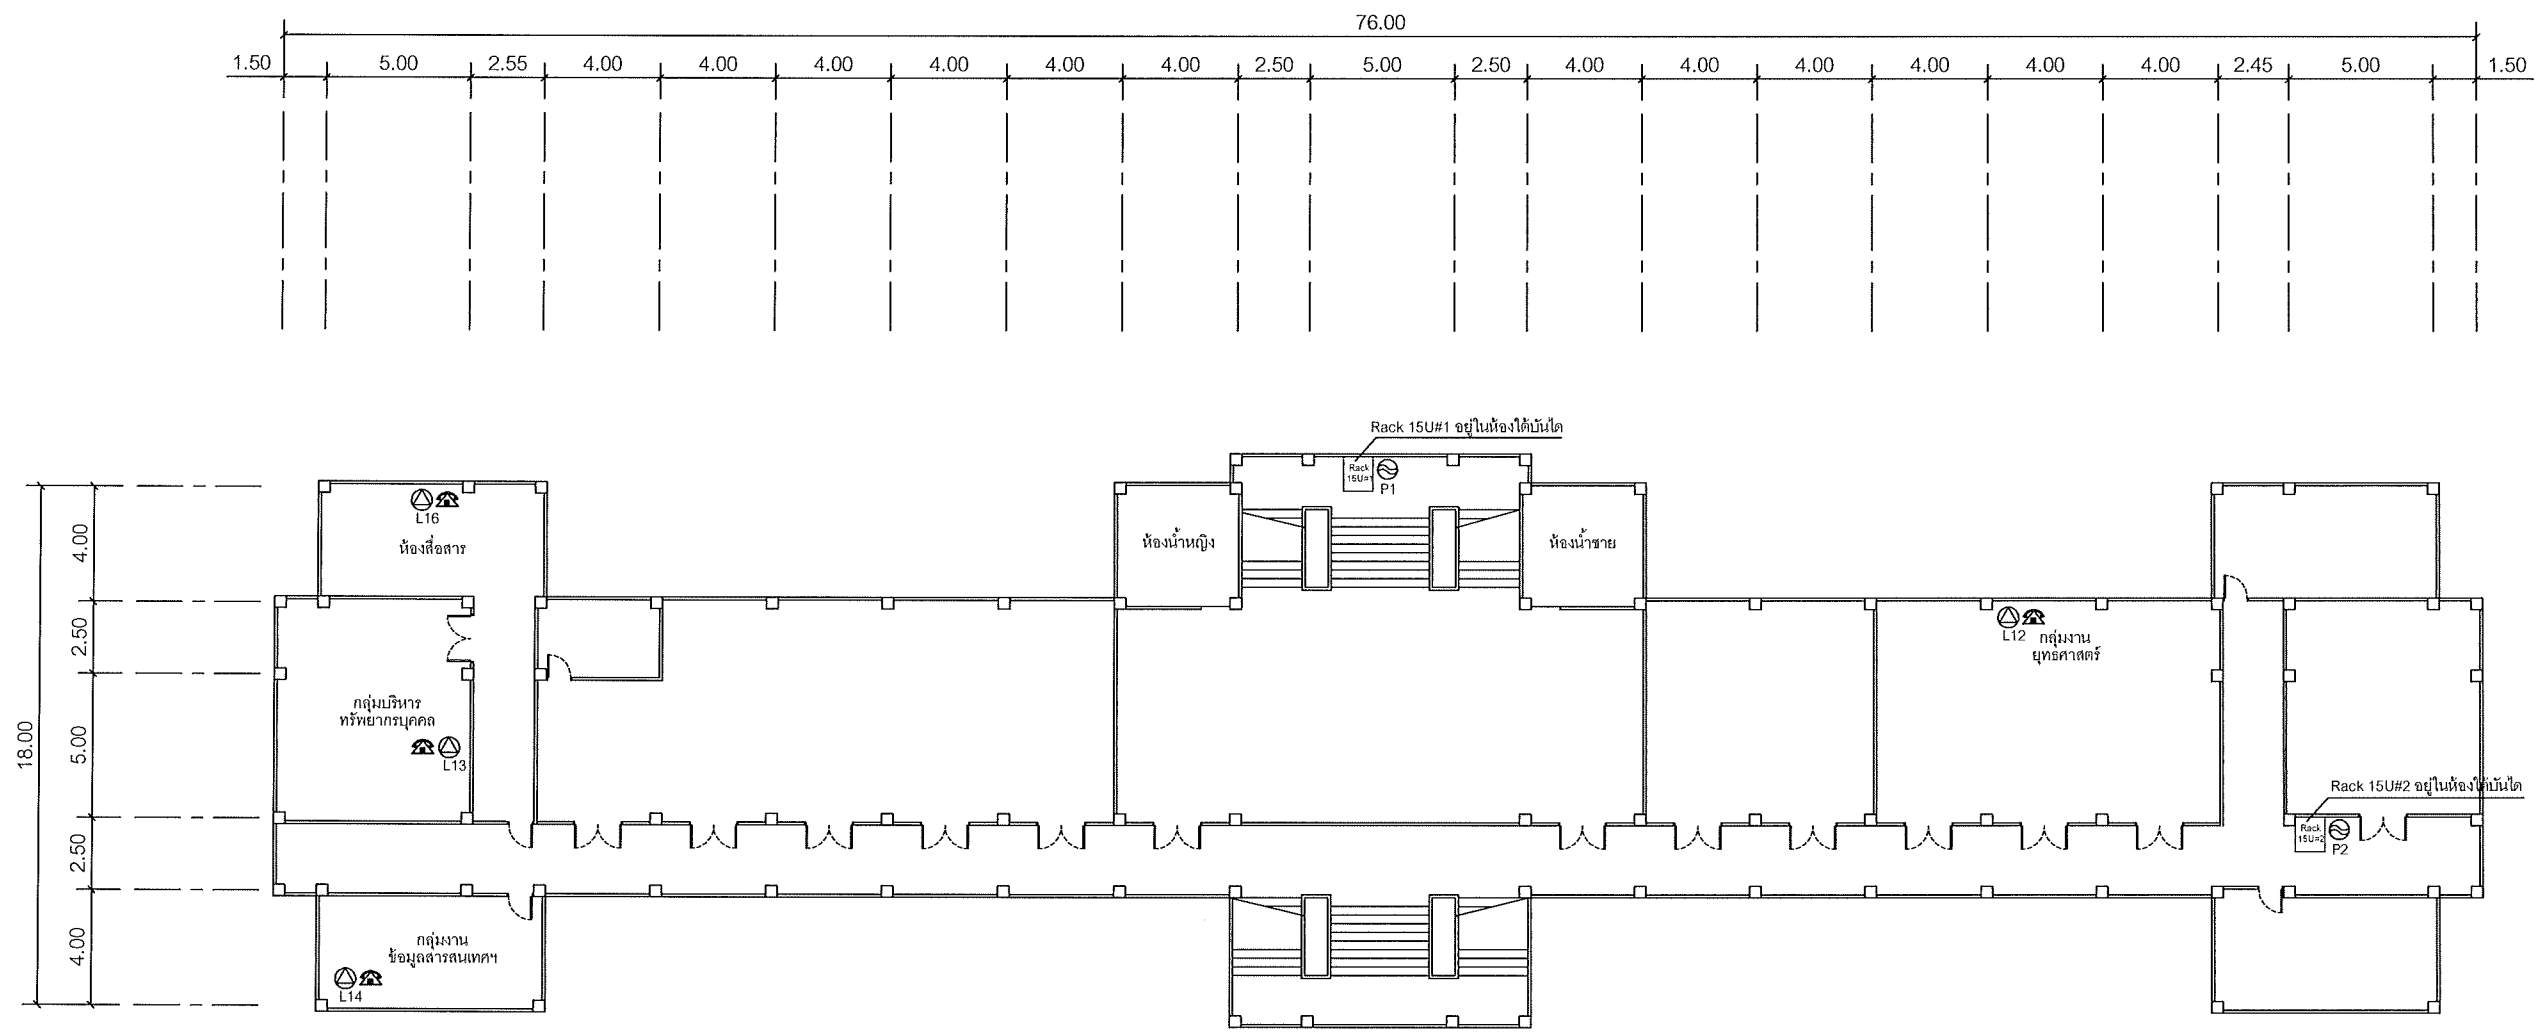 76.00
1.50 5.00 2.55 4.00 4.00 4.00 4.00 4.00 4.00 2.50 5.00 2.50 4.00 4.00 4.00 4.00 4.00 4.00 2.45 5.00 1.50
Rack 15U#1 อยู่ในห้องใต้บันได
Rack
15U#1
P1
L16
ห้องสื่อสาร
ห้องน้ำหญิง
ห้องน้ำชาย
4.00
2.50
5.00
2.50
4.00
18.00
L12
กลุ่มงาน
ยุทธศาสตร์
กลุ่มบริหาร
ทรัพยากรบุคคล
L13
Rack 15U#2 อยู่ในห้องใต้บันได
Rack
15U#2
P2
กลุ่มงาน
ข้อมูลสารสนเทศฯ
L14